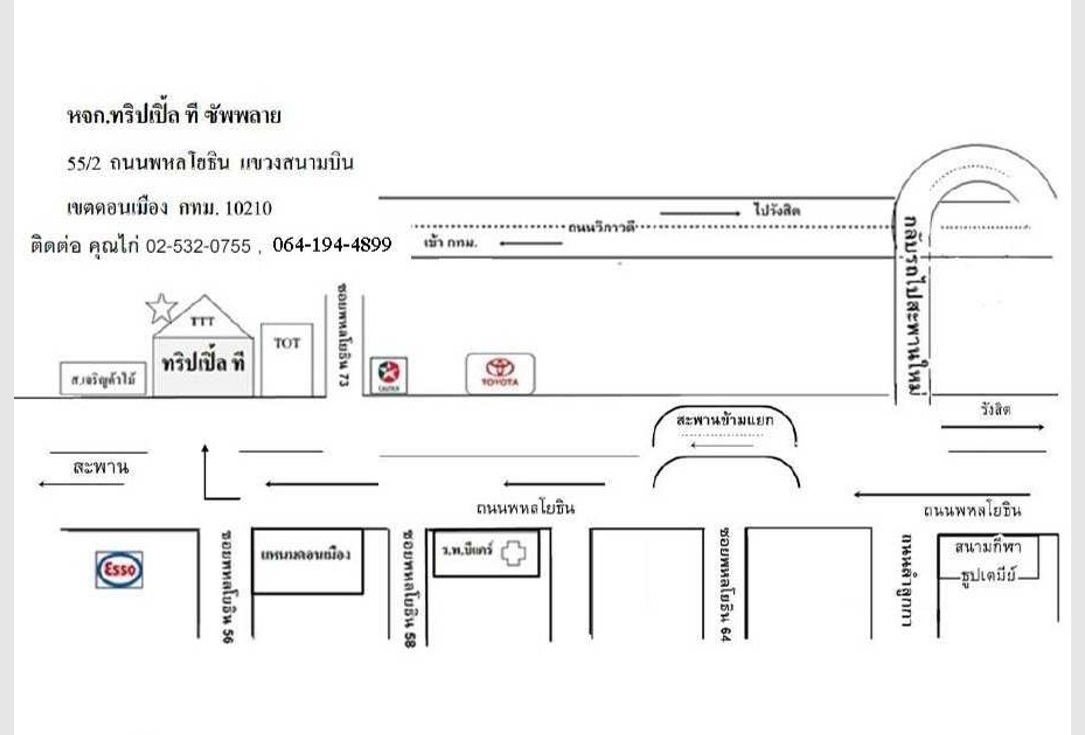 หจก.ทริปเปิ้ล ที ซัพพลาย
55/2 ถนนพหลโยธิน แขวงสนามบิน
เขตดอนเมือง กทม. 10210
ติดต่อ คุณไก่ 02-532-0755 , 064-194-4899
ไปรังสิต
ถนนวิภาวดี
เข้า กทม.
กลับรถไปสะพานใหม่
ซอยพหลโยธิน 73
TTT
ทริปเปิ้ล ที
TOT
ส.เจริญค้าไม้
CALTEX
TOYOTA
สะพานข้ามแยก
รังสิต
สะพาน
ถนนพหลโยธิน
ถนนพหลโยธิน
Esso
ซอยพหลโยธิน 56
แหนมดอนเมือง
ซอยพหลโยธิน 58
ร.พ.บีแคร์
ซอยพหลโยธิน 64
ถนนลำลูกกา
สนามกีฬา
ธูปเตมีย์